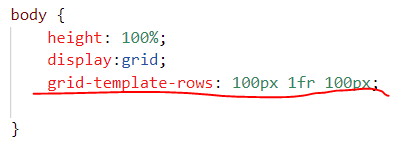 body {
height: 100%;
display:grid;
grid-template-rows: 100px 1fr 100px;
}